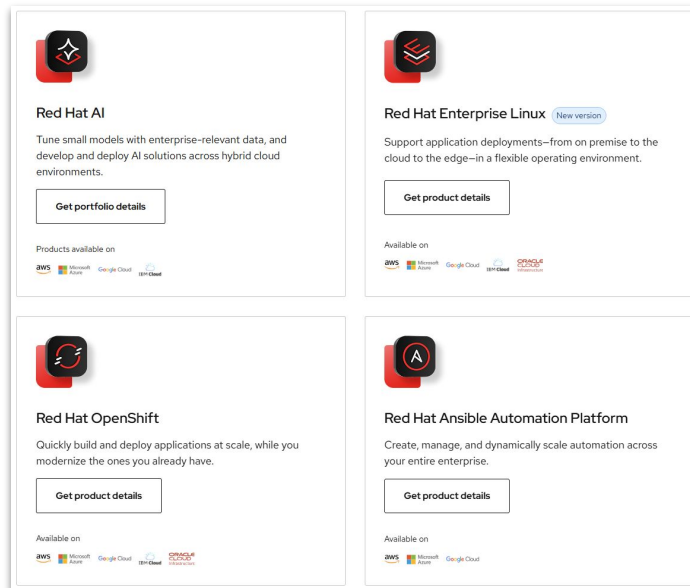 Red Hat AI
Tune small models with enterprise-relevant data, and
develop and deploy AI solutions across hybrid cloud
environments.
Get portfolio details
Products available on
aws Microsoft Azure Google Cloud IBM Cloud
Red Hat Enterprise Linux New version
Support application deployments—from on premise to the
cloud to the edge—in a flexible operating environment.
Get product details
Available on
aws Microsoft Azure Google Cloud IBM Cloud ORACLE CLOUD Infrastructure
Red Hat OpenShift
Quickly build and deploy applications at scale, while you
modernize the ones you already have.
Get product details
Available on
aws Microsoft Azure Google Cloud IBM Cloud ORACLE CLOUD Infrastructure
Red Hat Ansible Automation Platform
Create, manage, and dynamically scale automation across
your entire enterprise.
Get product details
Available on
aws Microsoft Azure Google Cloud